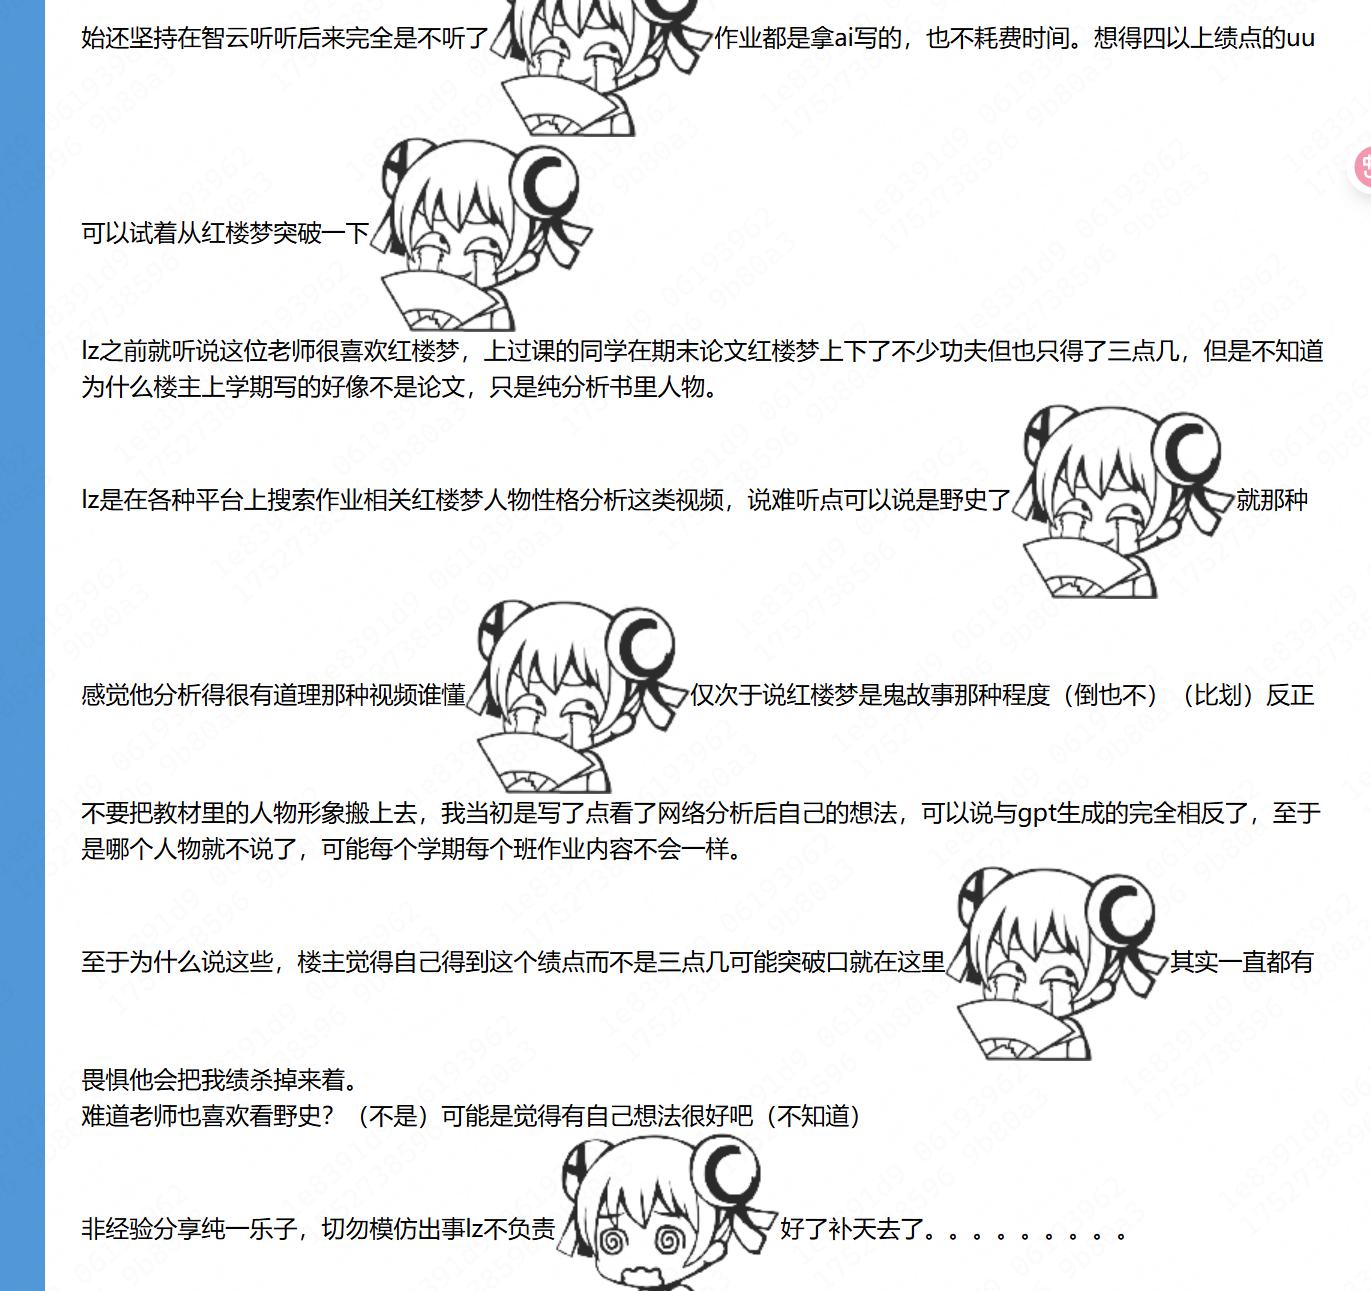 始还坚持在智云听听后来完全是不听了作业都是拿ai写的，也不耗费时间。想得四以上绩点的uu
可以试着从红楼梦突破一下
lz之前就听说这位老师很喜欢红楼梦，上过课的同学在期末论文红楼梦上下了不少功夫但也只得了三点几，但是不知道
为什么楼主上学期写的好像不是论文，只是纯分析书里人物。
lz是在各种平台上搜索作业相关红楼梦人物性格分析这类视频，说难听点可以说是野史了就那种
感觉他分析得很有道理那种视频谁懂仅次于说红楼梦是鬼故事那种程度（倒也不）（比划）反正
不要把教材里的人物形象搬上去，我当初是写了点看了网络分析后自己的想法，可以说与gpt生成的完全相反了，至于
是哪个人物就不说了，可能每个学期每个班作业内容不会一样。
至于为什么说这些，楼主觉得自己得到这个绩点而不是三点几可能突破口就在这里其实一直都有
畏惧他会把我绩杀掉来着。
难道老师也喜欢看野史？（不是）可能是觉得有自己想法很好吧（不知道）
非经验分享纯一乐子，切勿模仿出事lz不负责好了补天去了。。。。。。。。。